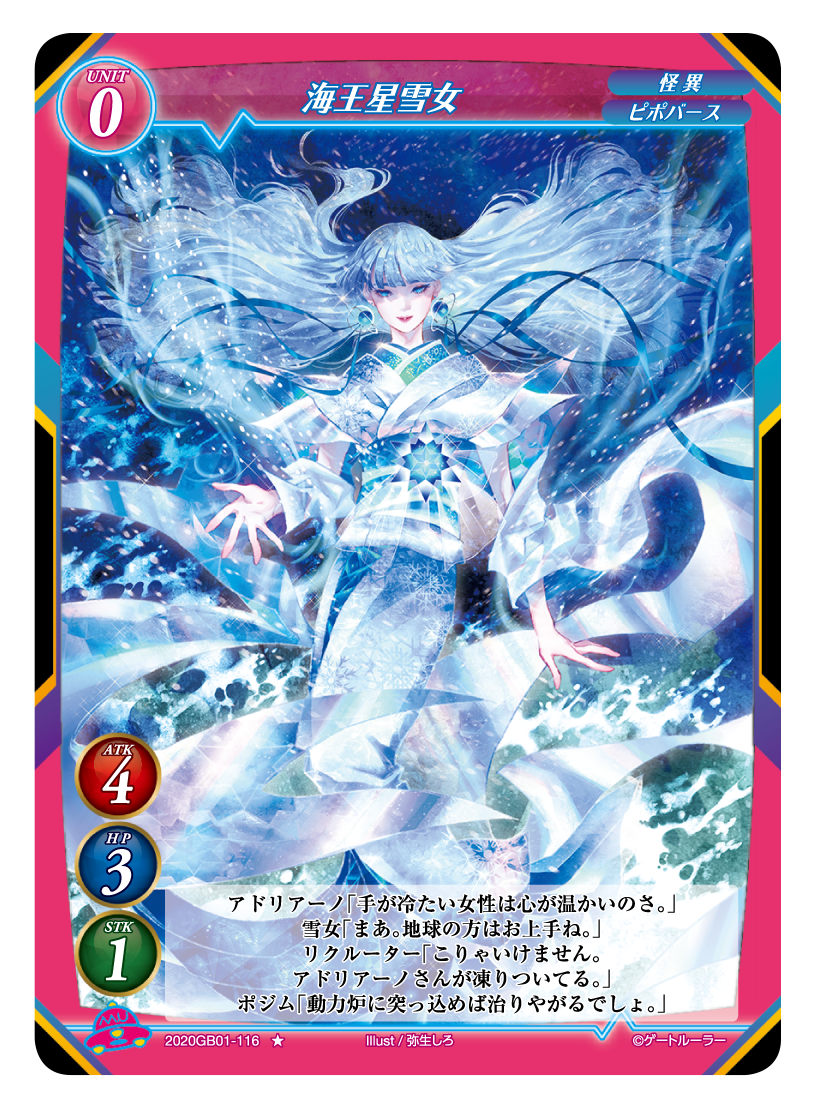 UNIT
0
海王星雪女
怪異
ピポバース
ATK
4
HP
3
STK
1
アドリアーノ「手が冷たい女性は心が温かいのさ。」
雪女「まあ。地球の方はお上手ね。」
リクルーター「こりゃいけません。
アドリアーノさんが凍りついてる。」
ポジム「動力炉に突っ込めば治りやがるでしょ。」
MU
2020GB01-116 ★
Illust / 弥生しろ
©ゲートルーラー